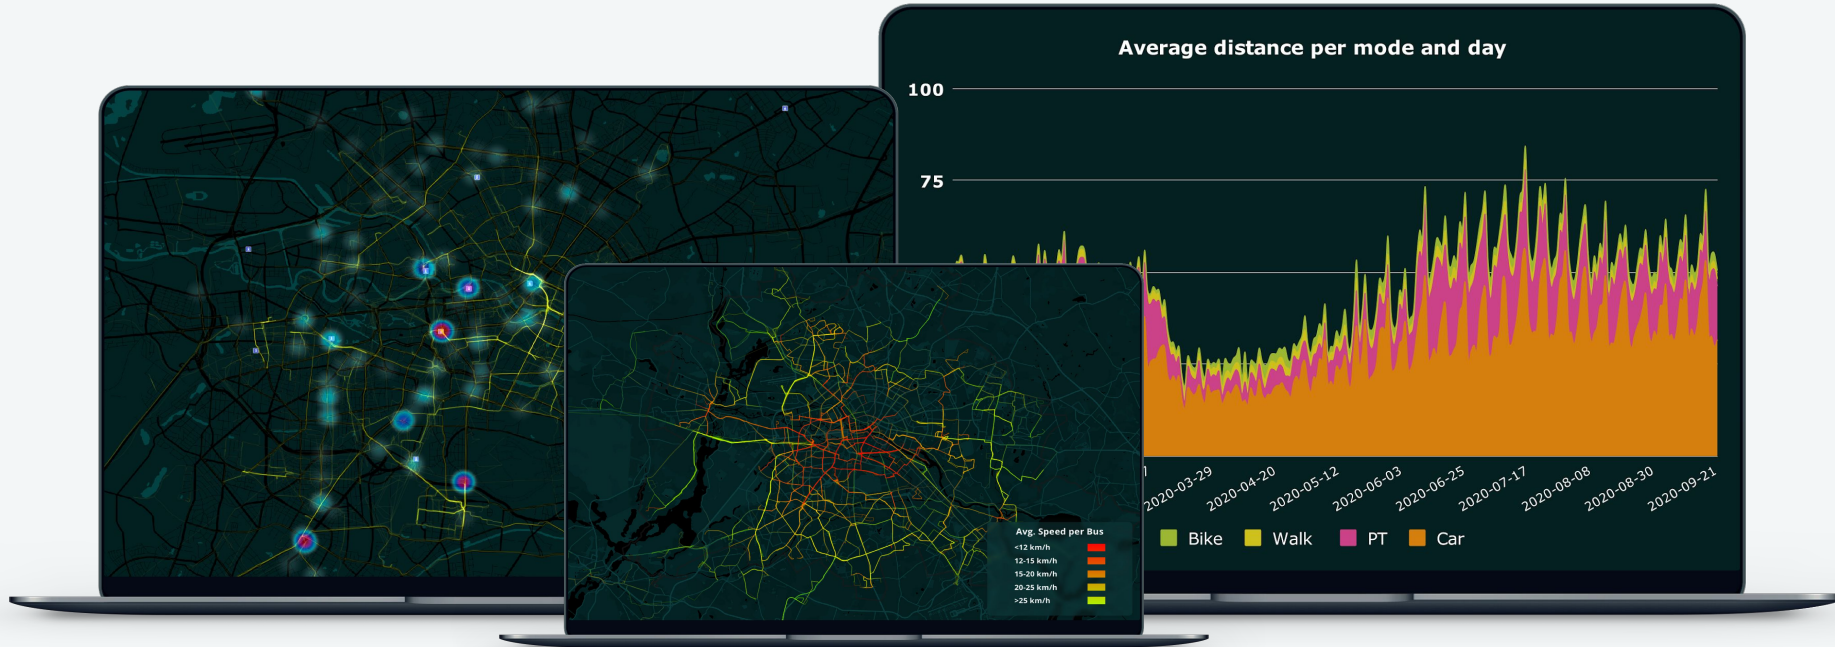 Average distance per mode and day
100
75
2020-03-29
2020-04-20
2020-05-12
2020-06-03
2020-06-25
2020-07-17
2020-08-08
2020-08-30
2020-09-21
Bike Walk PT Car
Avg. Speed per Bus
<12 km/h
12-15 km/h
15-20 km/h
20-25 km/h
>25 km/h